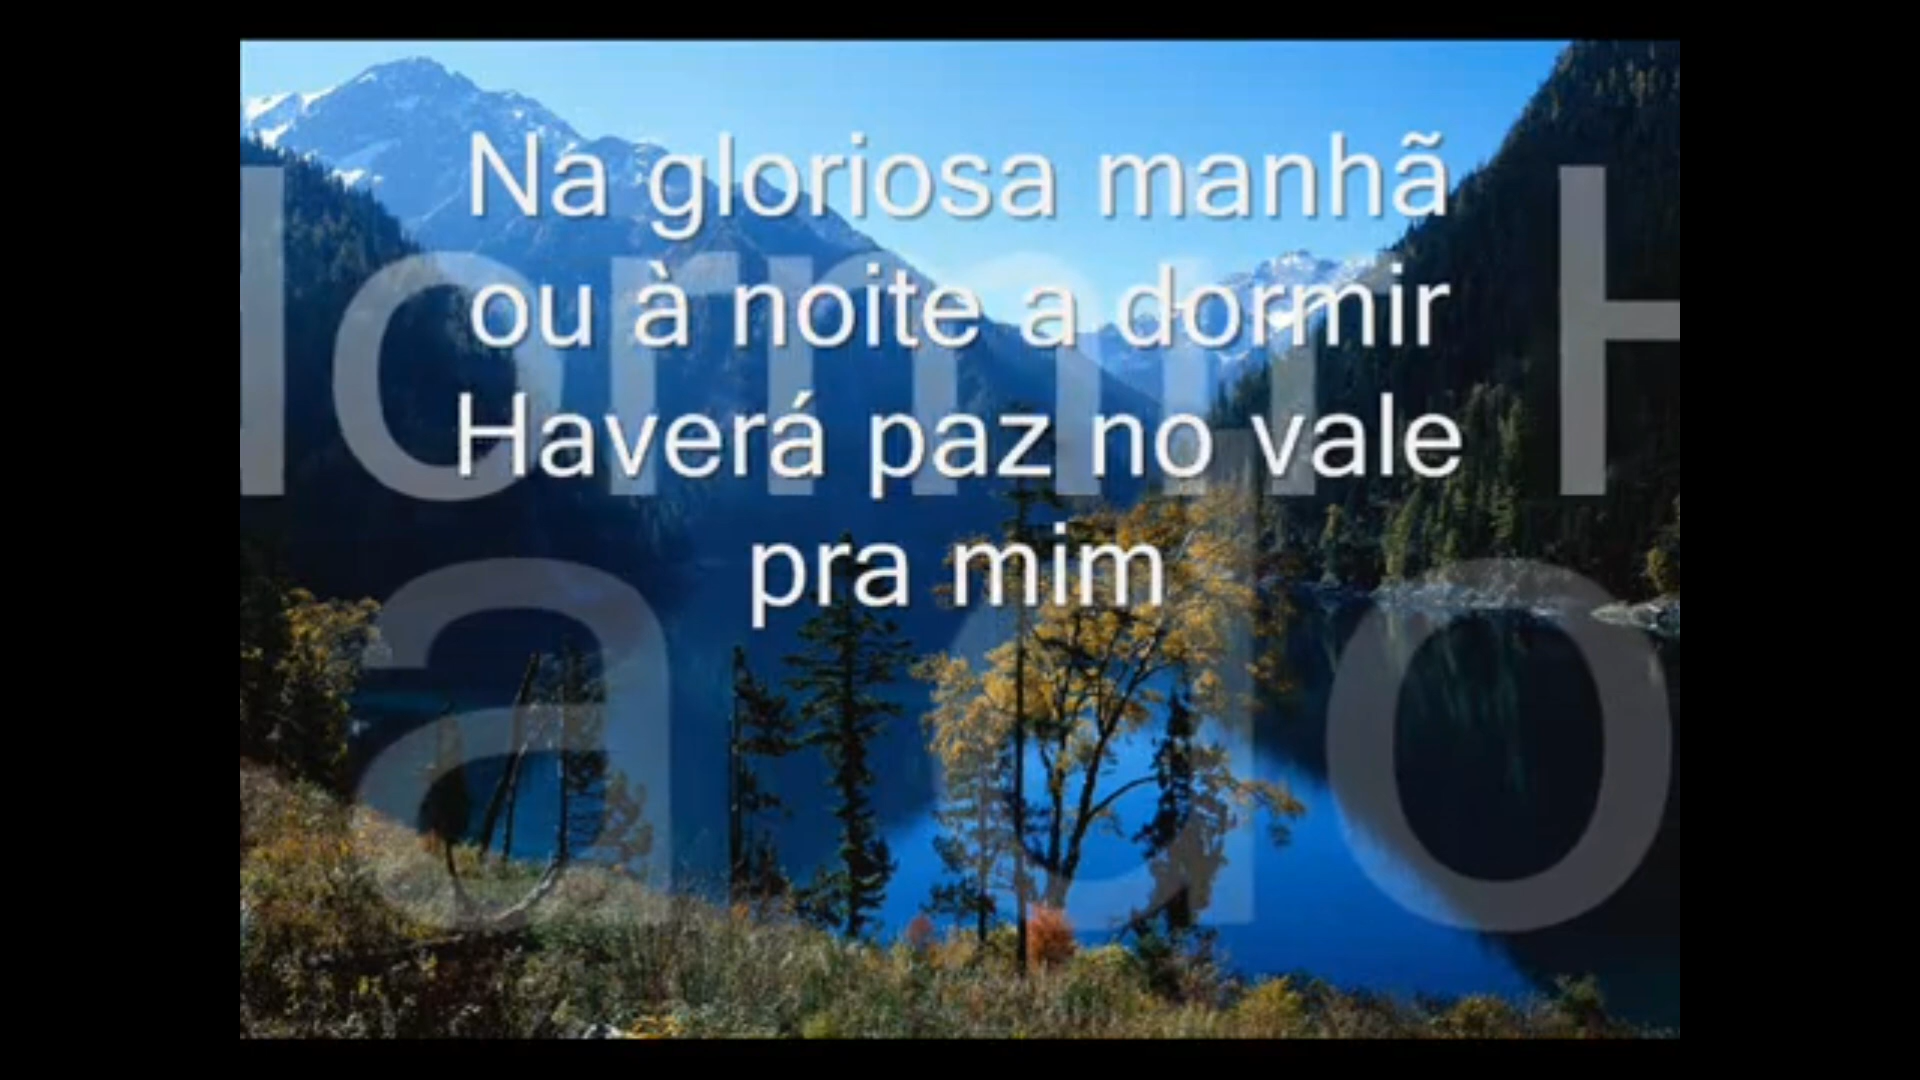 Na gloriosa manhã
ou à noite a dormir
Haverá paz no vale
pra mim